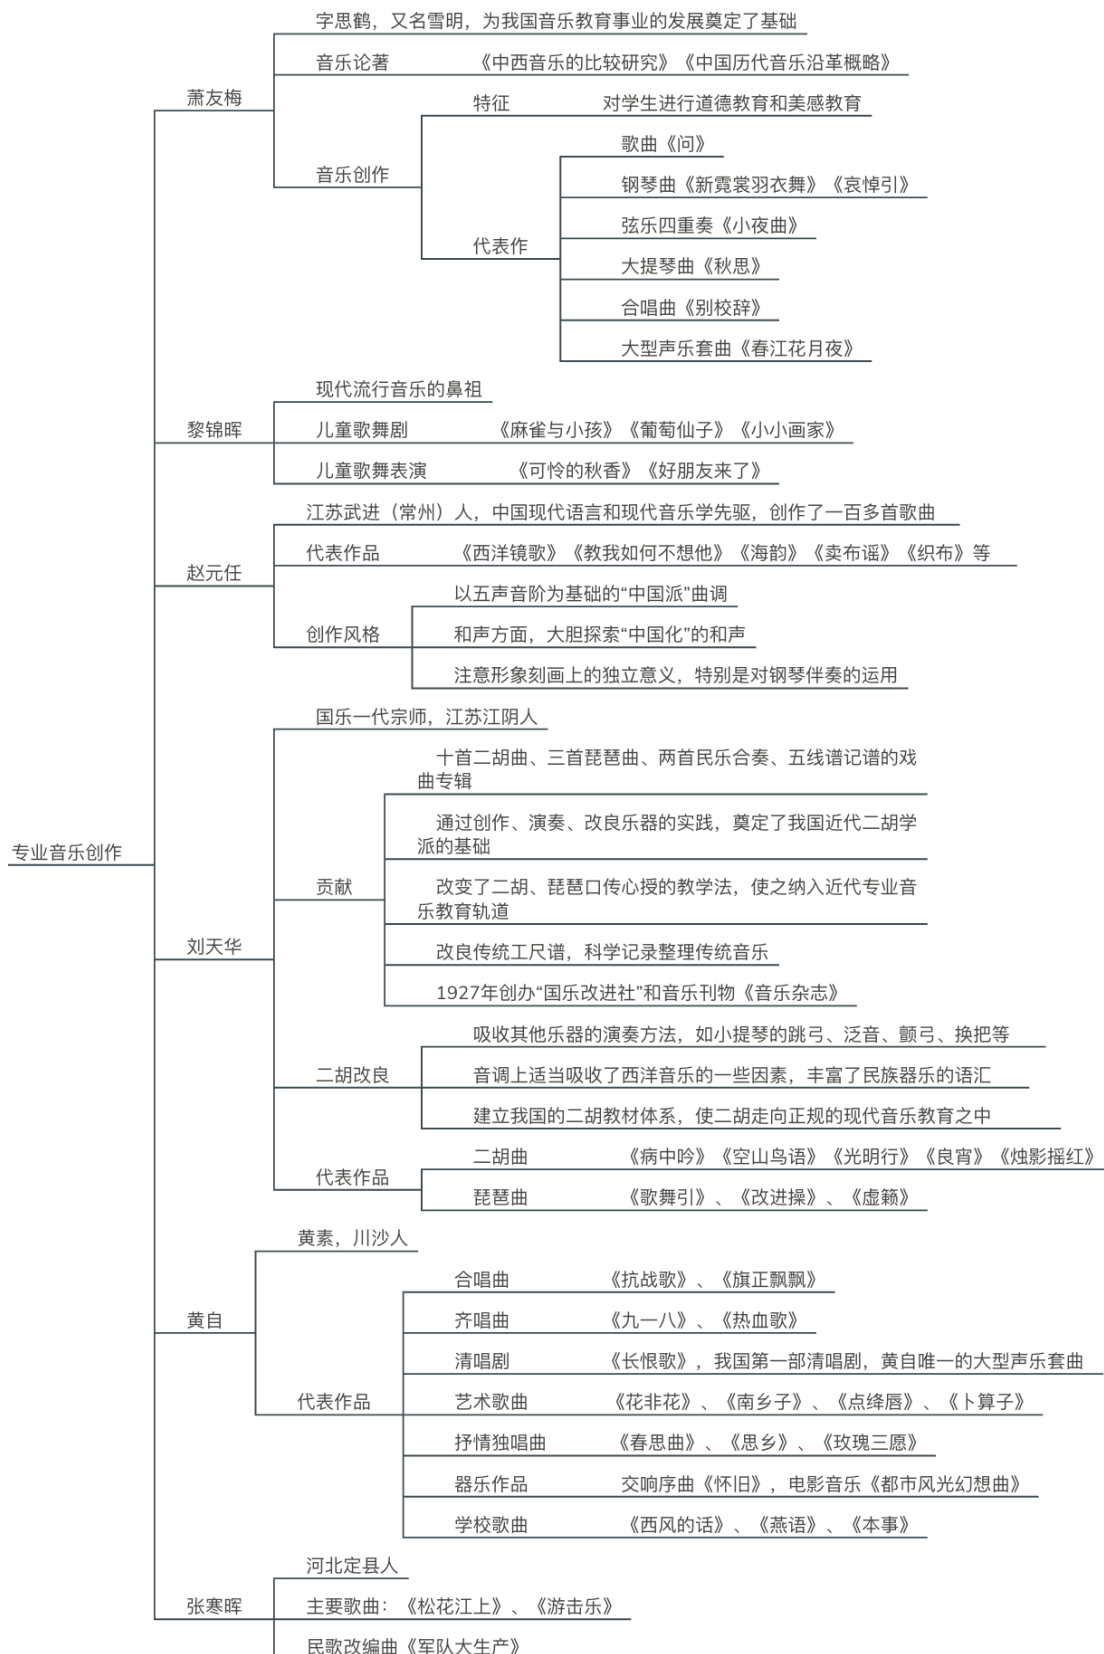 字思鹤，又名雪明，为我国音乐教育事业的发展奠定了基础
音乐论著 《中西音乐的比较研究》《中国历代音乐沿革概略》
萧友梅
特征 对学生进行道德教育和美感教育
歌曲《问》
音乐创作
钢琴曲《新霓裳羽衣舞》《哀悼引》
弦乐四重奏《小夜曲》
代表作
大提琴曲《秋思》
合唱曲《别校辞》
大型声乐套曲《春江花月夜》
现代流行音乐的鼻祖
黎锦晖
儿童歌舞剧 《麻雀与小孩》《葡萄仙子》《小小画家》
儿童歌舞表演 《可怜的秋香》《好朋友来了》
江苏武进（常州）人，中国现代语言和现代音乐学先驱，创作了一百多首歌曲
代表作品 《西洋镜歌》《教我如何不想他》《海韵》《卖布谣》《织布》等
赵元任
以五声音阶为基础的“中国派”曲调
创作风格
和声方面，大胆探索“中国化”的和声
注意形象刻画上的独立意义，特别是对钢琴伴奏的运用
国乐一代宗师，江苏江阴人
十首二胡曲、三首琵琶曲、两首民乐合奏、五线谱记谱的戏
曲专辑
通过创作、演奏、改良乐器的实践，奠定了我国近代二胡学
派的基础
专业音乐创作
贡献
改变了二胡、琵琶口传心授的教学法，使之纳入近代专业音
乐教育轨道
刘天华
改良传统工尺谱，科学记录整理传统音乐
1927年创办“国乐改进社”和音乐刊物《音乐杂志》
吸收其他乐器的演奏方法，如小提琴的跳弓、泛音、颤弓、换把等
二胡改良
音调上适当吸收了西洋音乐的一些因素，丰富了民族器乐的语汇
建立我国的二胡教材体系，使二胡走向正规的现代音乐教育之中
二胡曲 《病中吟》《空山鸟语》《光明行》《良宵》《烛影摇红》
代表作品
琵琶曲 《歌舞引》、《改进操》、《虚籁》
黄素，川沙人
合唱曲 《抗战歌》、《旗正飘飘》
黄自
齐唱曲 《九一八》、《热血歌》
清唱剧 《长恨歌》，我国第一部清唱剧，黄自唯一的大型声乐套曲
代表作品
艺术歌曲 《花非花》、《南乡子》、《点绛唇》、《卜算子》
抒情独唱曲 《春思曲》、《思乡》、《玫瑰三愿》
器乐作品 交响序曲《怀旧》，电影音乐《都市风光幻想曲》
学校歌曲 《西风的话》、《燕语》、《本事》
河北定县人
张寒晖
主要歌曲：《松花江上》、《游击乐》
民歌改编曲《军队大生产》